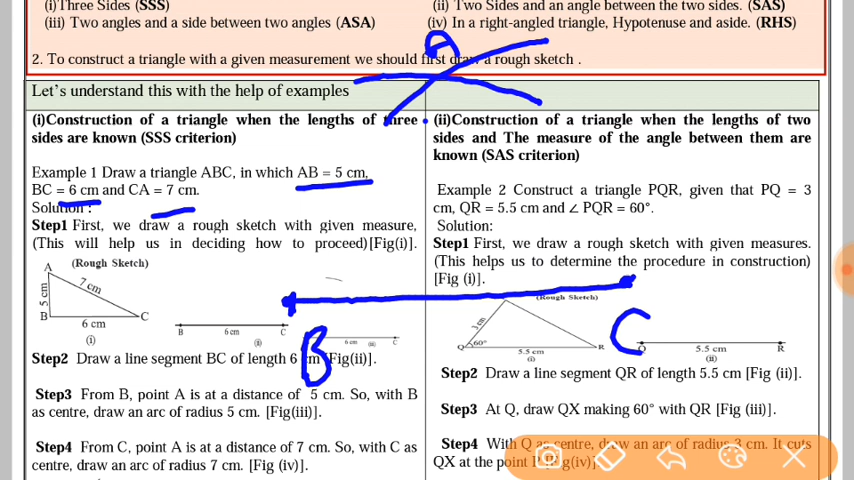 (i)Three Sides (SSS)
(ii) Two Sides and an angle between the two sides. (SAS)
(iii) Two angles and a side between two angles (ASA)
(iv) In a right-angled triangle, Hypotenuse and aside. (RHS)
2. To construct a triangle with a given measurement we should first draw a rough sketch .
Let's understand this with the help of examples
(i)Construction of a triangle when the lengths of three
sides are known (SSS criterion)
Example 1 Draw a triangle ABC, in which AB = 5 cm,
BC = 6 cm and CA = 7 cm.
Solution :
Step1 First, we draw a rough sketch with given measure,
(This will help us in deciding how to proceed)[Fig(i)].
(Rough Sketch)
A
7 cm
5 cm
B
C
6 cm
(i)
B
6 cm
C
(ii)
6 cm
(ii)
C
B
Step2 Draw a line segment BC of length 6 cm [Fig(ii)].
Step3 From B, point A is at a distance of 5 cm. So, with B
as centre, draw an arc of radius 5 cm. [Fig(iii)].
Step4 From C, point A is at a distance of 7 cm. So, with C as
centre, draw an arc of radius 7 cm. [Fig (iv)].
(ii)Construction of a triangle when the lengths of two
sides and The measure of the angle between them are
known (SAS criterion)
Example 2 Construct a triangle PQR, given that PQ = 3
cm, QR = 5.5 cm and ∠ PQR = 60°.
Solution:
Step1 First, we draw a rough sketch with given measures.
(This helps us to determine the procedure in construction)
[Fig (i)].
(Rough Sketch)
3 cm
Q
60°
R
5.5 cm
(i)
C
Q
5.5 cm
R
(ii)
Step2 Draw a line segment QR of length 5.5 cm [Fig (ii)].
Step3 At Q, draw QX making 60° with QR [Fig (iii)].
Step4 With Q as centre, draw an arc of radius 3 cm. It cuts
QX at the point P [Fig(iv)]